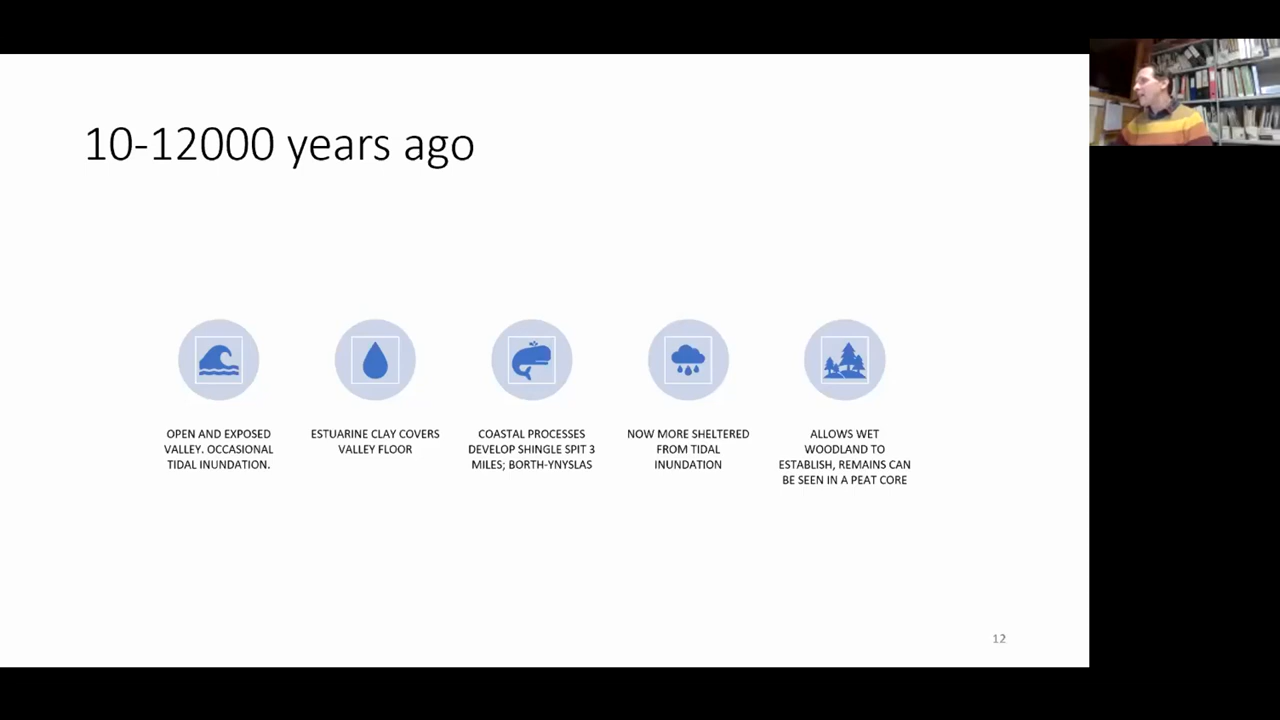 10-12000 years ago
OPEN AND EXPOSED
VALLEY. OCCASIONAL
TIDAL INUNDATION.
ESTUARINE CLAY COVERS
VALLEY FLOOR
COASTAL PROCESSES
DEVELOP SHINGLE SPIT 3
MILES; BORTH-YNYSLAS
NOW MORE SHELTERED
FROM TIDAL
INUNDATION
ALLOWS WET
WOODLAND TO
ESTABLISH, REMAINS CAN
BE SEEN IN A PEAT CORE
12